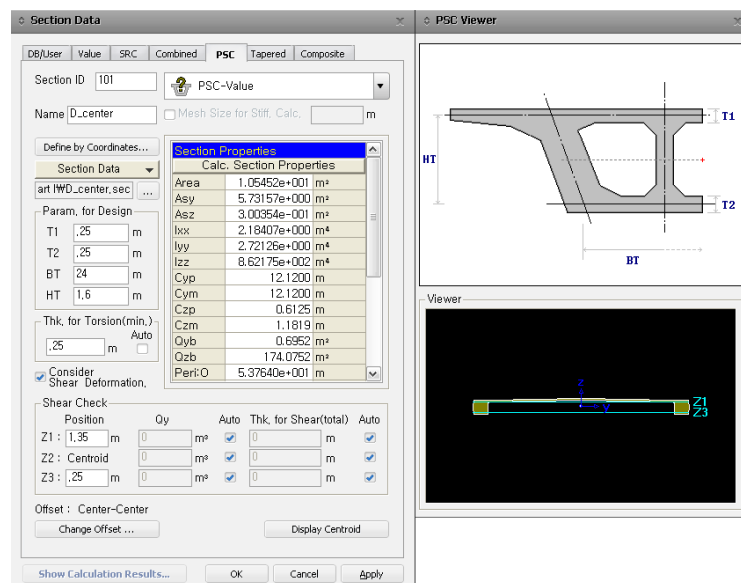 Section Data
DB/User Value SRC Combined PSC Tapered Composite
Section ID 101
PSC-Value
Name D_center
Mesh Size for Stiff. Calc. m
Define by Coordinates...
Section Data
art I₩D_center,sec ...
Param, for Design
T1 ,25 m
T2 ,25 m
BT 24 m
HT 1,6 m
Thk, for Torsion(min,)
Auto
,25 m
Consider
Shear Deformation,
Section Properties
Calc. Section Properties
Area 1.05452e+001 m²
Asy 5.73157e+000 m²
Asz 3.00354e-001 m²
Ixx 2.18407e+000 m⁴
Iyy 2.72126e+000 m⁴
Izz 8.62175e+002 m⁴
Cyp 12.1200 m
Cym 12.1200 m
Czp 0.6125 m
Czm 1.1819 m
Qyb 0.6952 m²
Qzb 174.0752 m²
Peri:O 5.37640e+001 m
Shear Check
Position Qy Auto Thk, for Shear(total) Auto
Z1 : 1,35 m 0 m³ 0 m
Z2 : Centroid 0 m³ 0 m
Z3 : ,25 m 0 m³ 0 m
Offset : Center-Center
Change Offset ...
Display Centroid
Show Calculation Results...
OK
Cancel
Apply
PSC Viewer
T1
HT
T2
BT
Viewer
z
y
Z1
Z3